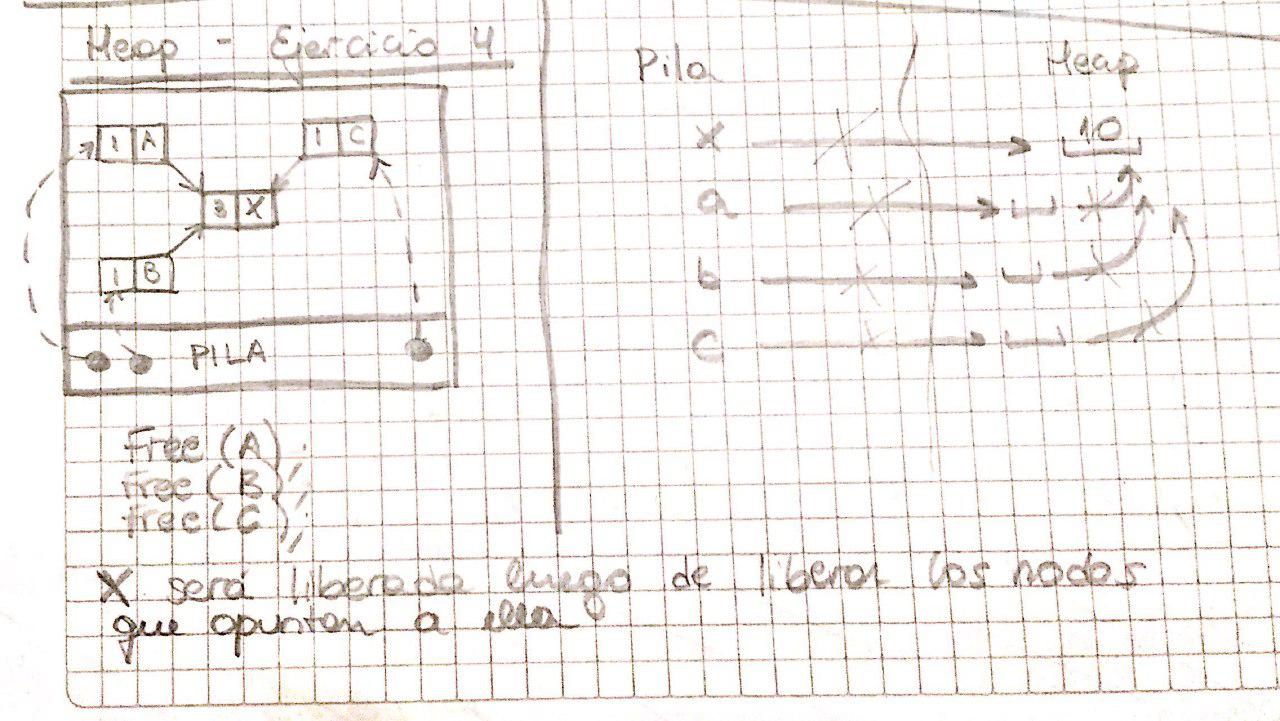 Heap - Ejercicio 4
1 A
1 C
3 X
1 B
PILA
Free (A);
Free (B);
Free (C);
X será liberada luego de liberar los nodos
que apuntan a ella
Pila Heap
x 10
a
b
c